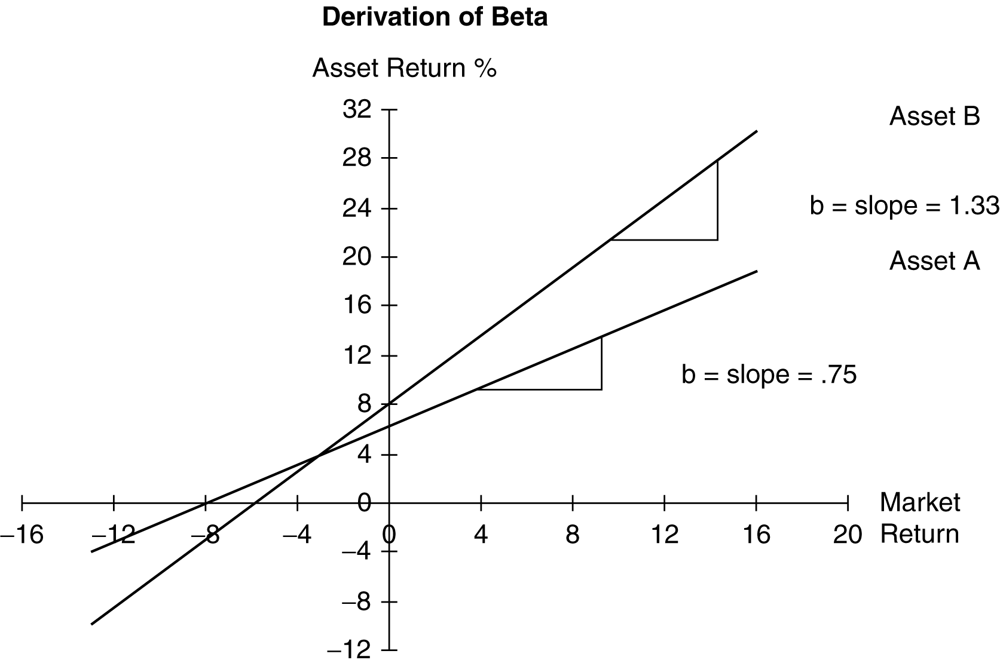 Derivation of Beta
Asset Return %
32
Asset B
28
24
b = slope = 1.33
20
Asset A
16
12
b = slope = .75
8
4
0
Market
–16 –12 –8 –4 0 4 8 12 16 20 Return
–4
–8
–12